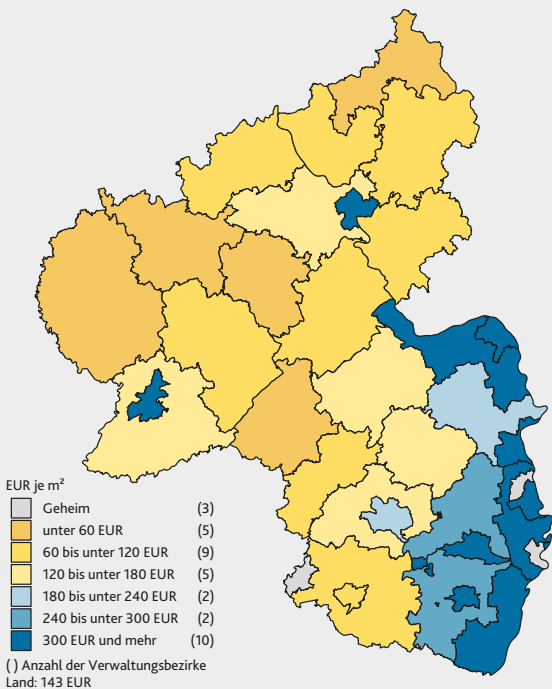 EUR je m²
Geheim (3)
unter 60 EUR (5)
60 bis unter 120 EUR (9)
120 bis unter 180 EUR (5)
180 bis unter 240 EUR (2)
240 bis unter 300 EUR (2)
300 EUR und mehr (10)
( ) Anzahl der Verwaltungsbezirke
Land: 143 EUR